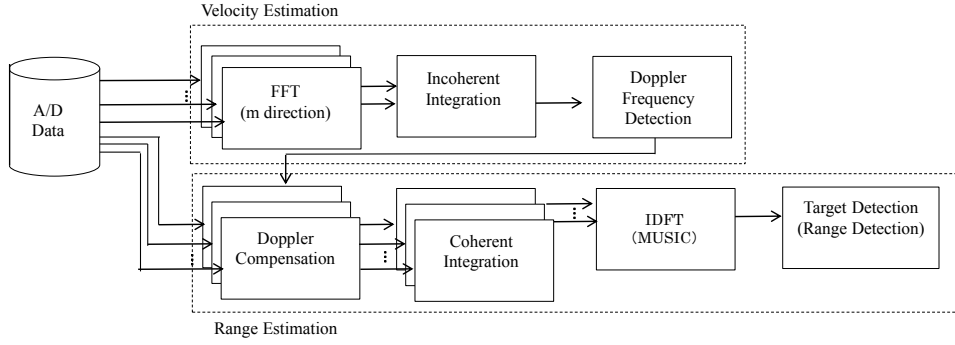 Velocity Estimation
A/D
Data
FFT
(m direction)
Incoherent
Integration
Doppler
Frequency
Detection
Doppler
Compensation
Coherent
Integration
IDFT
（MUSIC）
Target Detection
(Range Detection)
Range Estimation